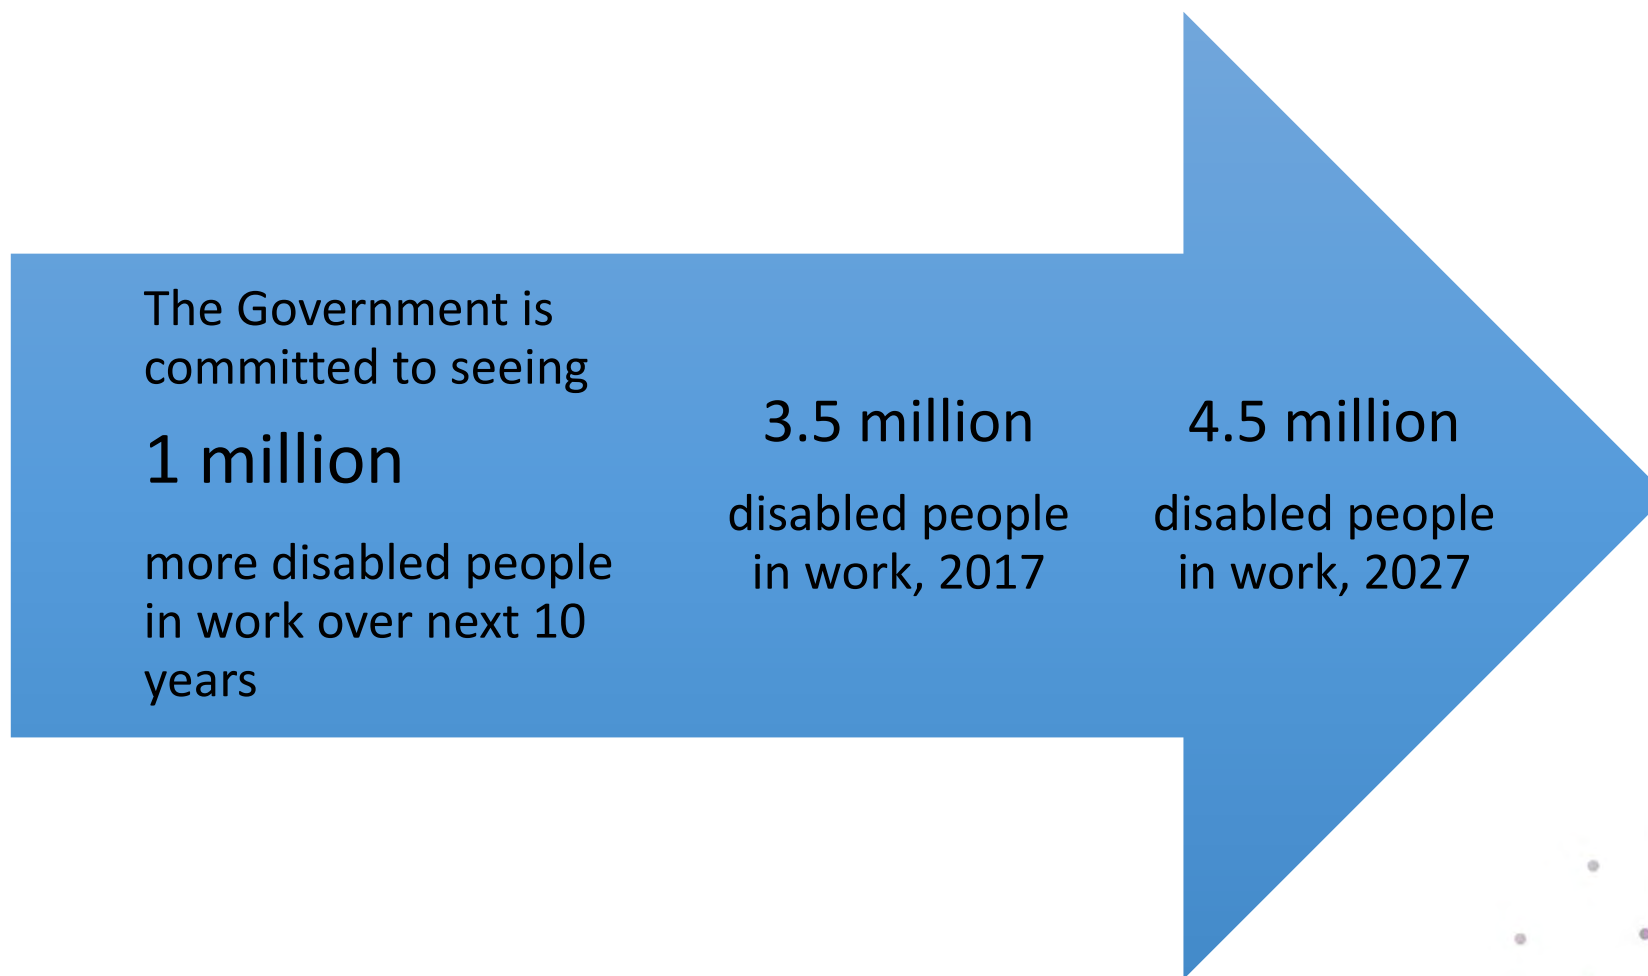 The Government is
committed to seeing
1 million
more disabled people
in work over next 10
years
3.5 million
disabled people
in work, 2017
4.5 million
disabled people
in work, 2027